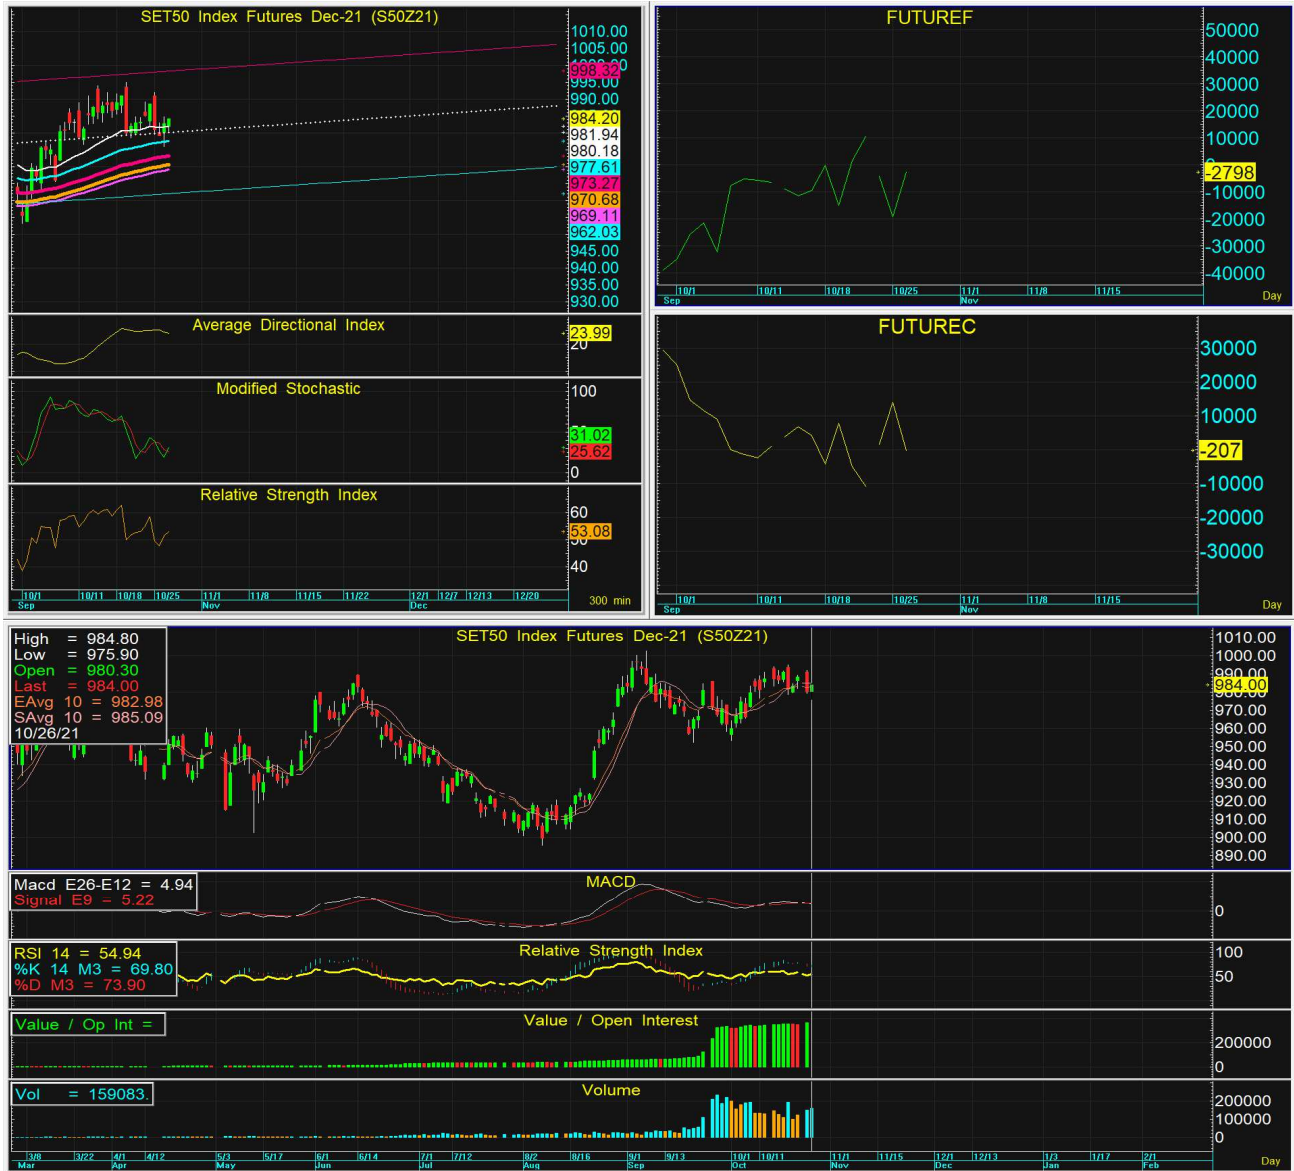 SET50 Index Futures Dec-21 (S50Z21)
1010.00
1005.00
998.32
995.00
990.00
984.20
981.94
980.18
977.61
973.27
970.68
969.11
962.03
945.00
940.00
935.00
930.00
Average Directional Index
23.99
20
Modified Stochastic
100
31.02
25.62
0
Relative Strength Index
60
53.08
40
10/1 10/11 10/18 10/25 11/1 11/8 11/15 11/22 12/1 12/7 12/13 12/20
Sep Nov Dec
300 min
FUTUREF
50000
40000
30000
20000
10000
-2798
-10000
-20000
-30000
-40000
10/1 10/11 10/18 10/25 11/1 11/8 11/15
Sep Nov
Day
FUTUREC
30000
20000
10000
-207
-10000
-20000
-30000
10/1 10/11 10/18 10/25 11/1 11/8 11/15
Sep Nov
Day
SET50 Index Futures Dec-21 (S50Z21)
High = 984.80
Low = 975.90
Open = 980.30
Last = 984.00
EAvg 10 = 982.98
SAvg 10 = 985.09
10/26/21
1010.00
1000.00
984.00
970.00
960.00
950.00
940.00
930.00
920.00
910.00
900.00
890.00
MACD
Macd E26-E12 = 4.94
Signal E9 = 5.22
0
Relative Strength Index
RSI 14 = 54.94
%K 14 M3 = 69.80
%D M3 = 73.90
100
50
Value / Open Interest
Value / Op Int =
200000
0
Volume
Vol = 159083.
200000
100000
0
3/8 3/22 4/1 4/12 5/3 5/17 6/1 6/14 7/1 7/12 8/2 8/16 9/1 9/13 10/1 10/11 11/1 11/15 12/1 12/13 1/3 1/17 2/1
Mar Apr May Jun Jul Aug Sep Oct Nov Dec Jan Feb
Day